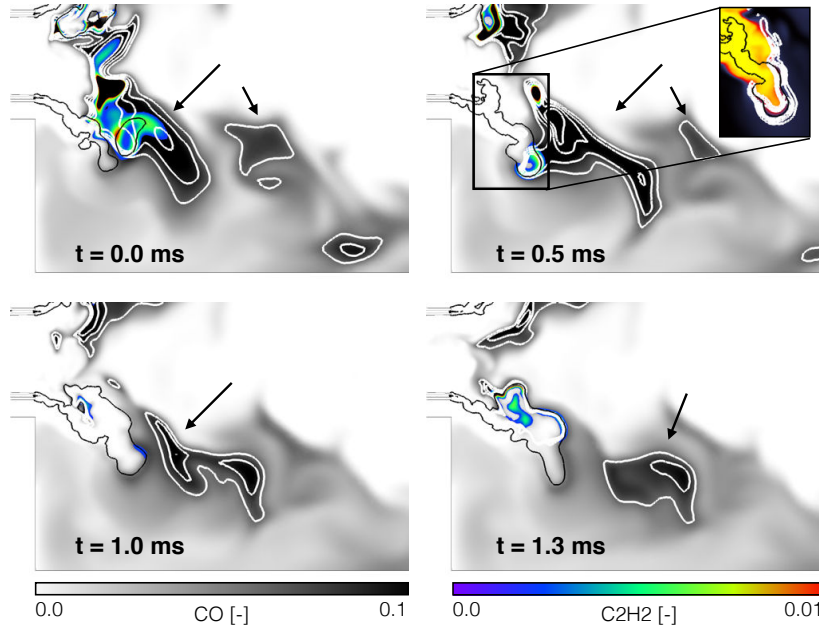 t = 0.0 ms
t = 0.5 ms
t = 1.0 ms
t = 1.3 ms
0.0 CO [-] 0.1
0.0 C2H2 [-] 0.01